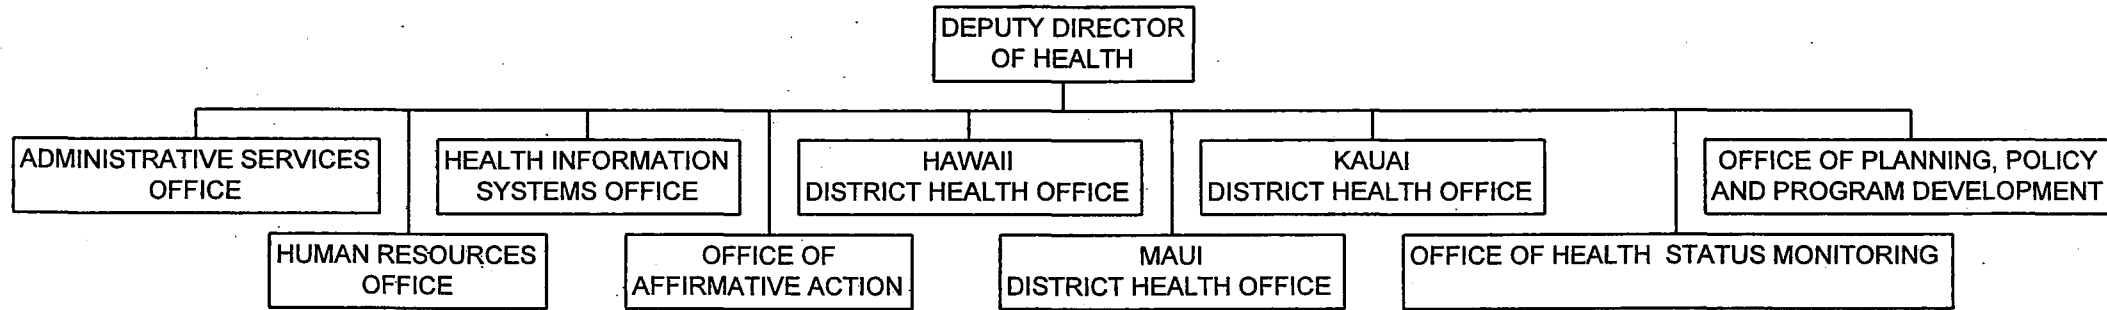 DEPUTY DIRECTOR
OF HEALTH
ADMINISTRATIVE SERVICES
OFFICE
HEALTH INFORMATION
SYSTEMS OFFICE
HAWAII
DISTRICT HEALTH OFFICE
KAUAI
DISTRICT HEALTH OFFICE
OFFICE OF PLANNING, POLICY
AND PROGRAM DEVELOPMENT
HUMAN RESOURCES
OFFICE
OFFICE OF
AFFIRMATIVE ACTION
MAUI
DISTRICT HEALTH OFFICE
OFFICE OF HEALTH STATUS MONITORING